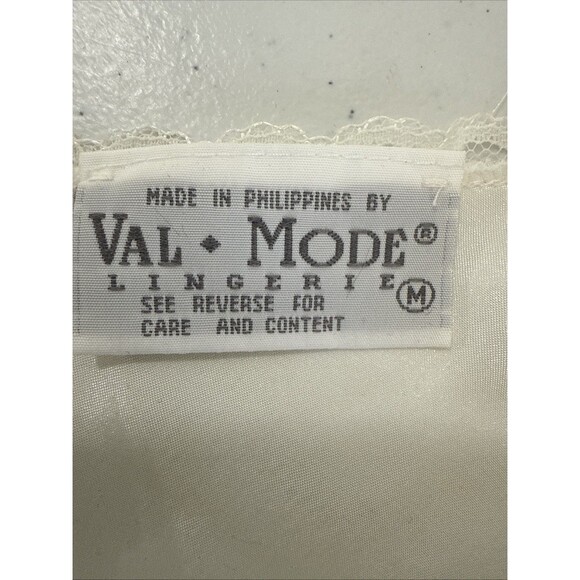 MADE IN PHILIPPINES BY
VAL ◆ MODE®
LINGERIE Ⓜ
SEE REVERSE FOR
CARE AND CONTENT